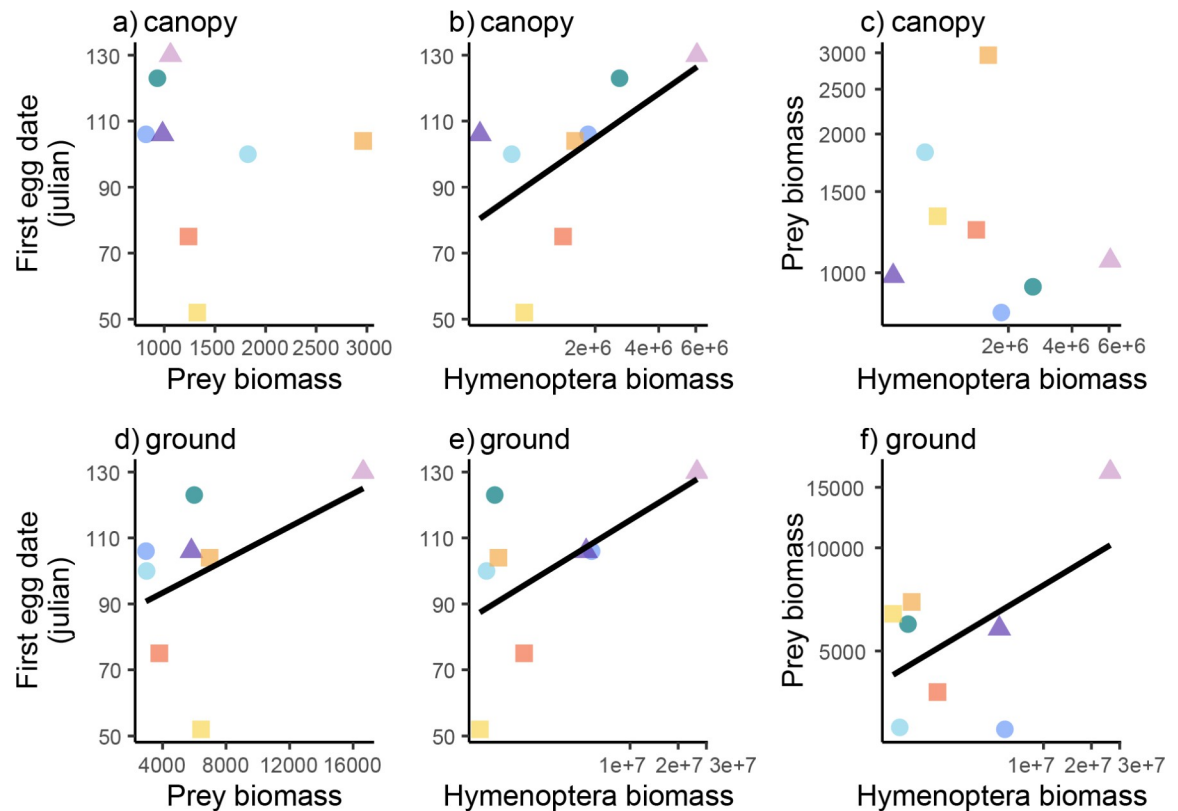 a) canopy
First egg date
(julian)
130
110
90
70
50
1000 1500 2000 2500 3000
Prey biomass
b) canopy
130
110
90
70
50
2e+6 4e+6 6e+6
Hymenoptera biomass
c) canopy
Prey biomass
3000
2500
2000
1500
1000
2e+6 4e+6 6e+6
Hymenoptera biomass
d) ground
First egg date
(julian)
130
110
90
70
50
4000 8000 12000 16000
Prey biomass
e) ground
130
110
90
70
50
1e+7 2e+7 3e+7
Hymenoptera biomass
f) ground
Prey biomass
15000
10000
5000
1e+7 2e+7 3e+7
Hymenoptera biomass